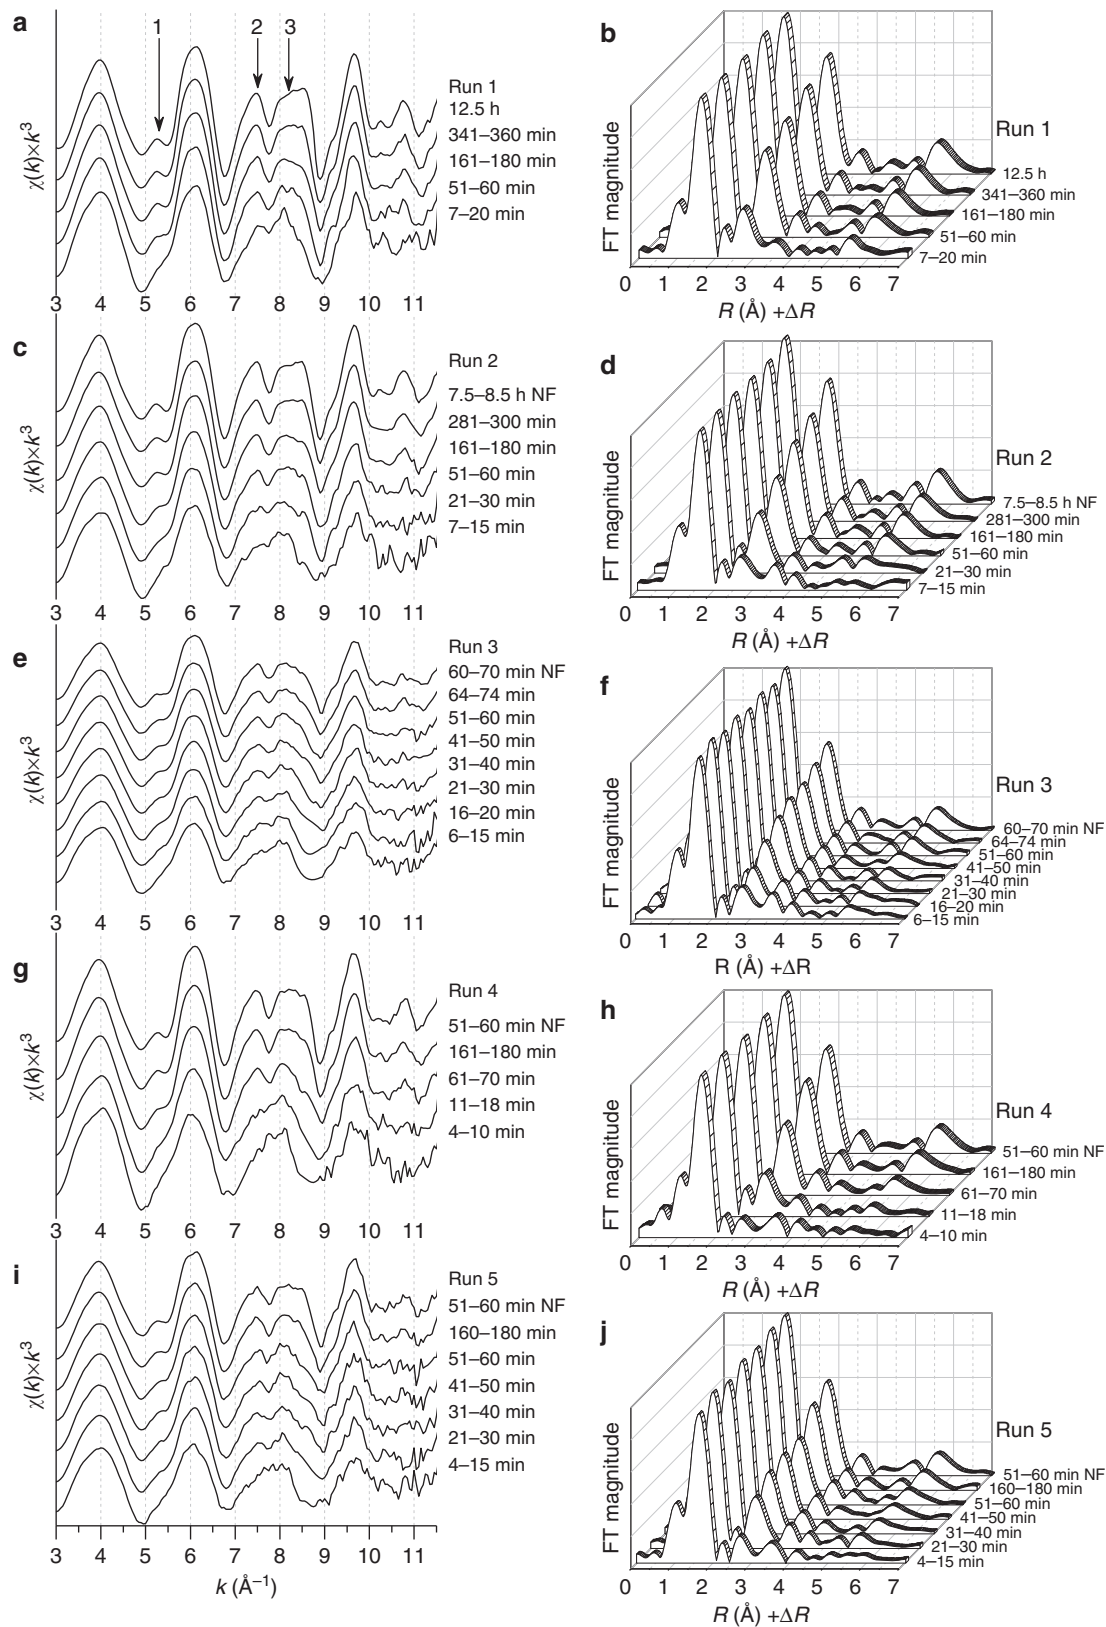 a
1 2 3
χ(k)×k³
Run 1
12.5 h
341–360 min
161–180 min
51–60 min
7–20 min
3 4 5 6 7 8 9 10 11
b
FT magnitude
Run 1
12.5 h
341–360 min
161–180 min
51–60 min
7–20 min
0 1 2 3 4 5 6 7
R (Å) +ΔR
c
χ(k)×k³
Run 2
7.5–8.5 h NF
281–300 min
161–180 min
51–60 min
21–30 min
7–15 min
3 4 5 6 7 8 9 10 11
d
FT magnitude
Run 2
7.5–8.5 h NF
281–300 min
161–180 min
51–60 min
21–30 min
7–15 min
0 1 2 3 4 5 6 7
R (Å) +ΔR
e
χ(k)×k³
Run 3
60–70 min NF
64–74 min
51–60 min
41–50 min
31–40 min
21–30 min
16–20 min
6–15 min
3 4 5 6 7 8 9 10 11
f
FT magnitude
Run 3
60–70 min NF
64–74 min
51–60 min
41–50 min
31–40 min
21–30 min
16–20 min
6–15 min
0 1 2 3 4 5 6 7
R (Å) +ΔR
g
χ(k)×k³
Run 4
51–60 min NF
161–180 min
61–70 min
11–18 min
4–10 min
3 4 5 6 7 8 9 10 11
h
FT magnitude
Run 4
51–60 min NF
161–180 min
61–70 min
11–18 min
4–10 min
0 1 2 3 4 5 6 7
R (Å) +ΔR
i
χ(k)×k³
Run 5
51–60 min NF
160–180 min
51–60 min
41–50 min
31–40 min
21–30 min
4–15 min
3 4 5 6 7 8 9 10 11
k (Å⁻¹)
j
FT magnitude
Run 5
51–60 min NF
160–180 min
51–60 min
41–50 min
31–40 min
21–30 min
4–15 min
0 1 2 3 4 5 6 7
R (Å) +ΔR